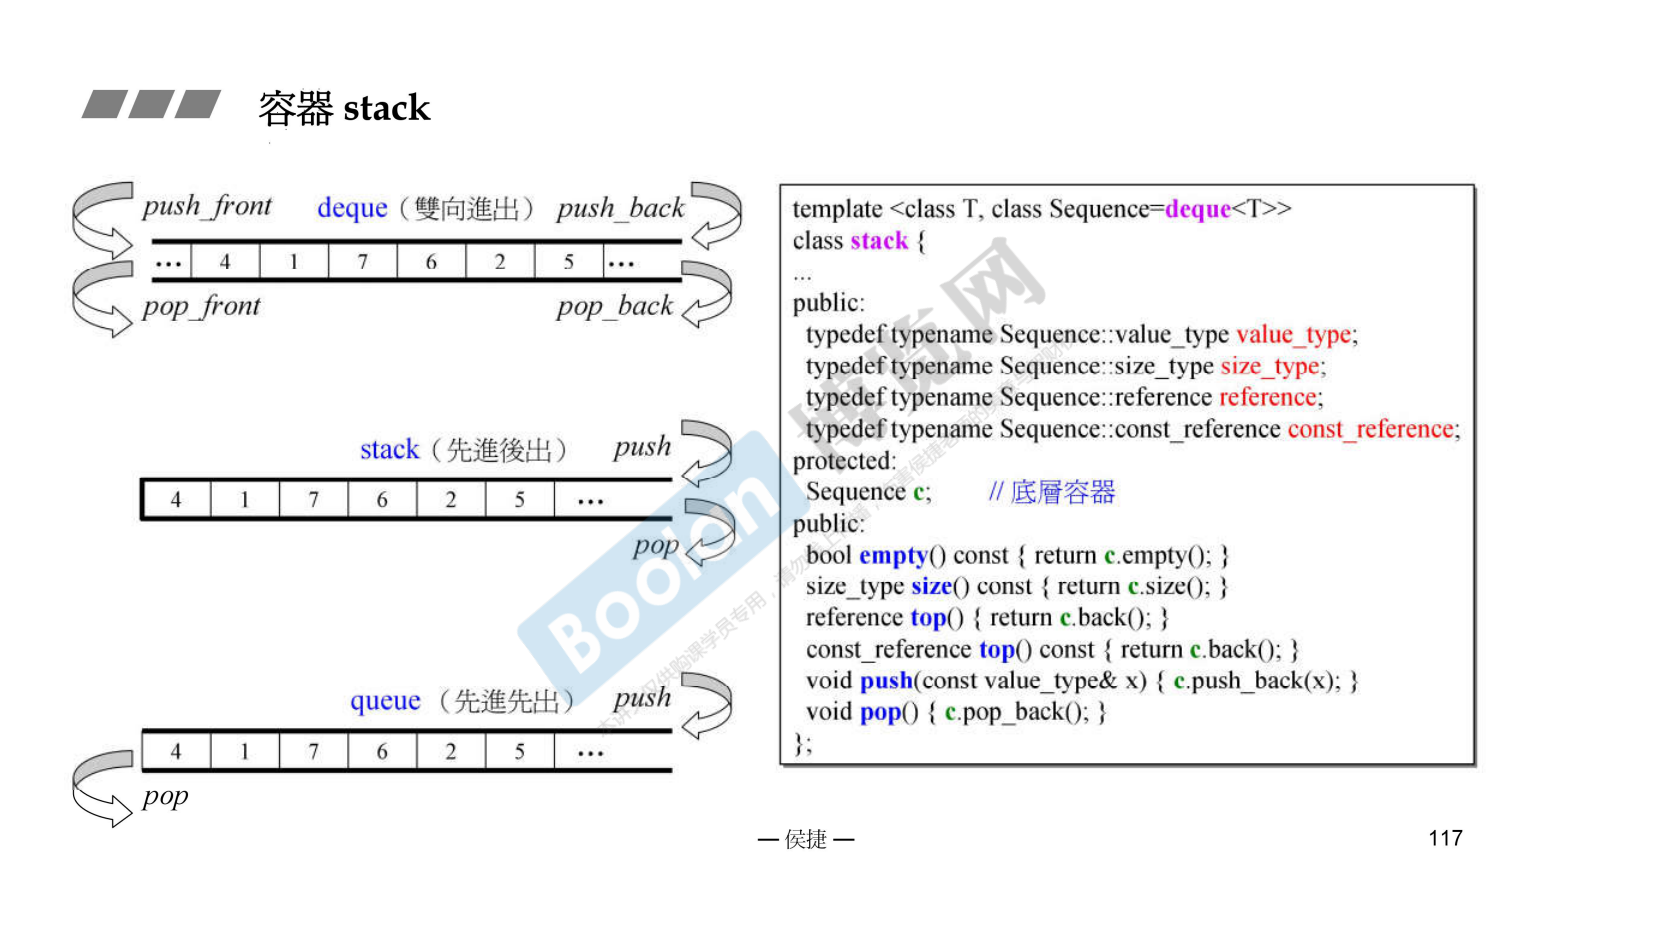 容器 stack
push_front deque（雙向進出） push_back
... 4 1 7 6 2 5 ...
pop_front pop_back
stack（先進後出） push
4 1 7 6 2 5 ...
pop
queue （先進先出） push
4 1 7 6 2 5 ...
pop
template <class T, class Sequence=deque<T>>
class stack {
...
public:
typedef typename Sequence::value_type value_type;
typedef typename Sequence::size_type size_type;
typedef typename Sequence::reference reference;
typedef typename Sequence::const_reference const_reference;
protected:
Sequence c; // 底層容器
public:
bool empty() const { return c.empty(); }
size_type size() const { return c.size(); }
reference top() { return c.back(); }
const_reference top() const { return c.back(); }
void push(const value_type& x) { c.push_back(x); }
void pop() { c.pop_back(); }
};
Boolan 博览网
— 侯捷 —
117